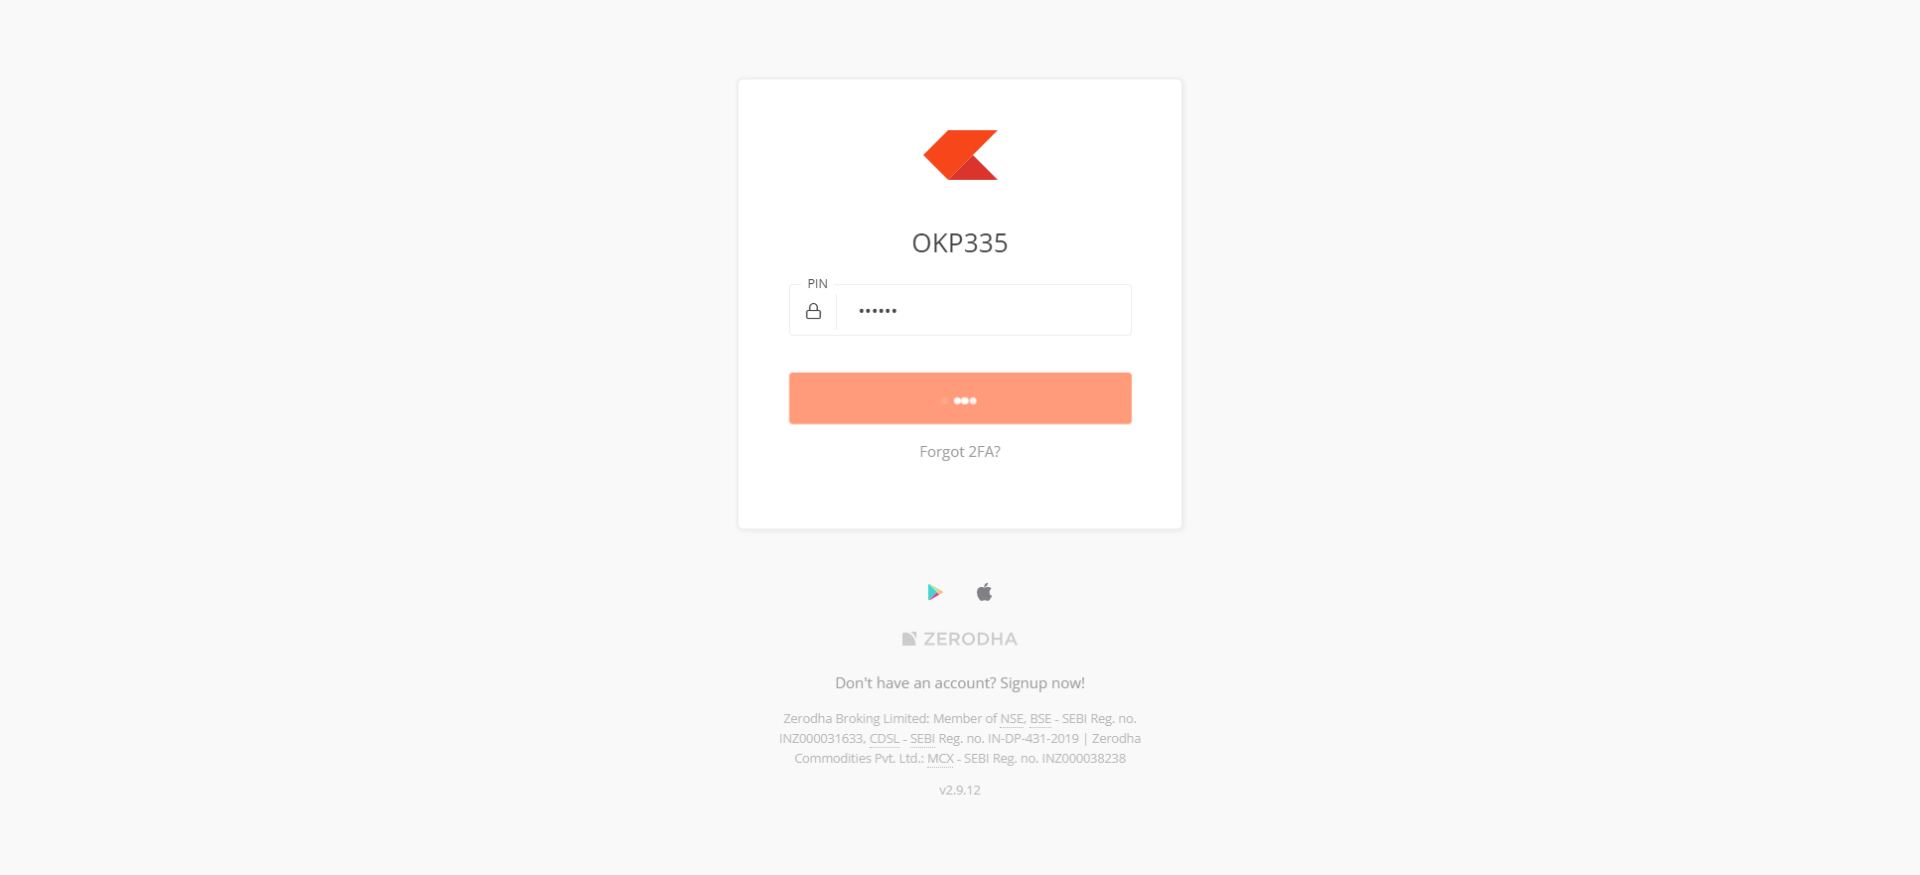 OKP335
PIN
••••••
Forgot 2FA?
ZERODHA
Don't have an account? Signup now!
Zerodha Broking Limited: Member of NSE, BSE - SEBI Reg. no.
INZ000031633, CDSL - SEBI Reg. no. IN-DP-431-2019 | Zerodha
Commodities Pvt. Ltd.: MCX - SEBI Reg. no. INZ000038238
v2.9.12